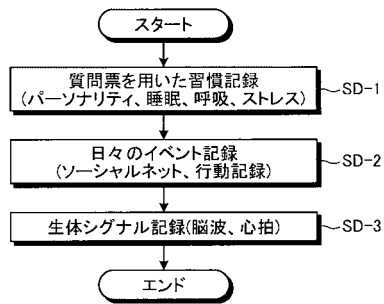 スタート
質問票を用いた習慣記録
(パーソナリティ、睡眠、呼吸、ストレス)
SD-1
日々のイベント記録
(ソーシャルネット、行動記録)
SD-2
生体シグナル記録(脳波、心拍)
SD-3
エンド